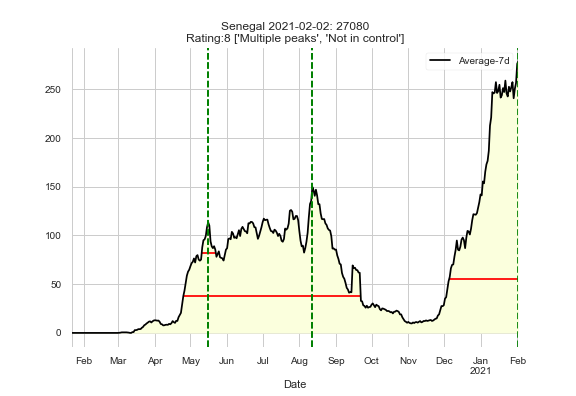 Senegal 2021-02-02: 27080
Rating:8 ['Multiple peaks', 'Not in control']
Average-7d
250
200
150
100
50
0
Feb Mar Apr May Jun Jul Aug Sep Oct Nov Dec Jan Feb
2021
Date